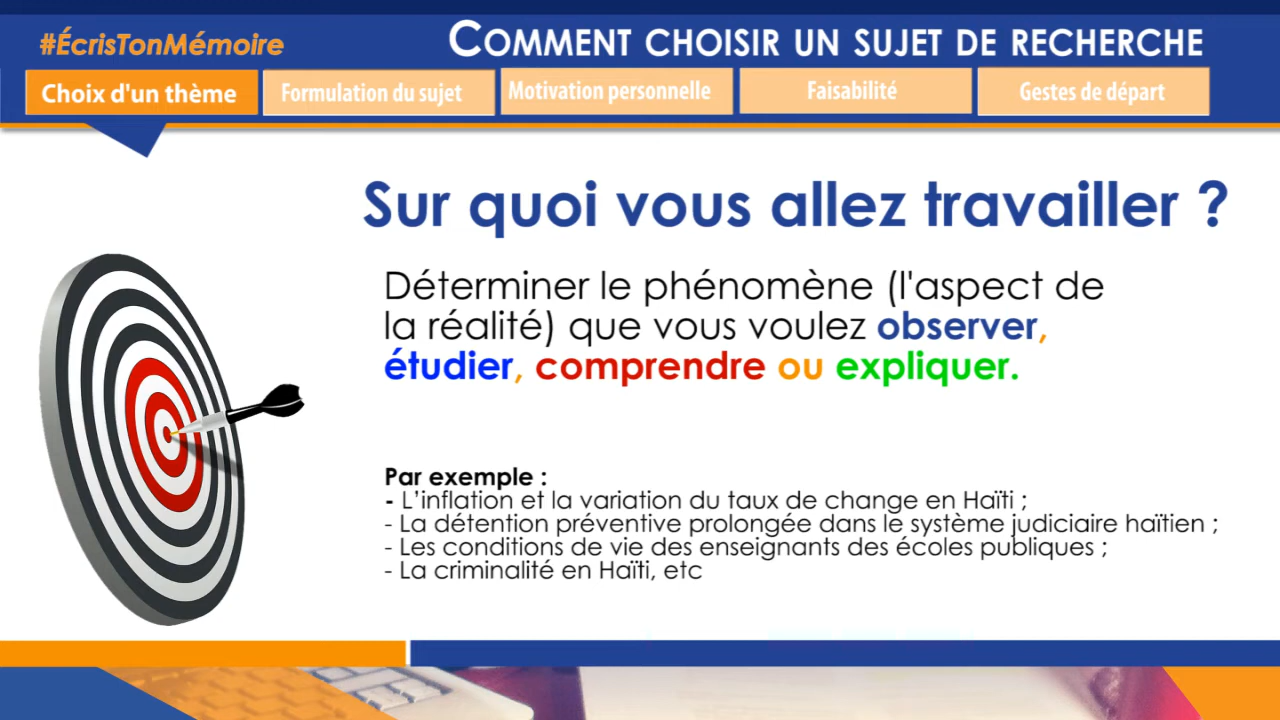 #ÉcrisTonMémoire
COMMENT CHOISIR UN SUJET DE RECHERCHE
Choix d'un thème
Formulation du sujet
Motivation personnelle
Faisabilité
Gestes de départ
Sur quoi vous allez travailler ?
Déterminer le phénomène (l'aspect de
la réalité) que vous voulez observer,
étudier, comprendre ou expliquer.
Par exemple :
- L'inflation et la variation du taux de change en Haïti ;
- La détention préventive prolongée dans le système judiciaire haïtien ;
- Les conditions de vie des enseignants des écoles publiques ;
- La criminalité en Haïti, etc